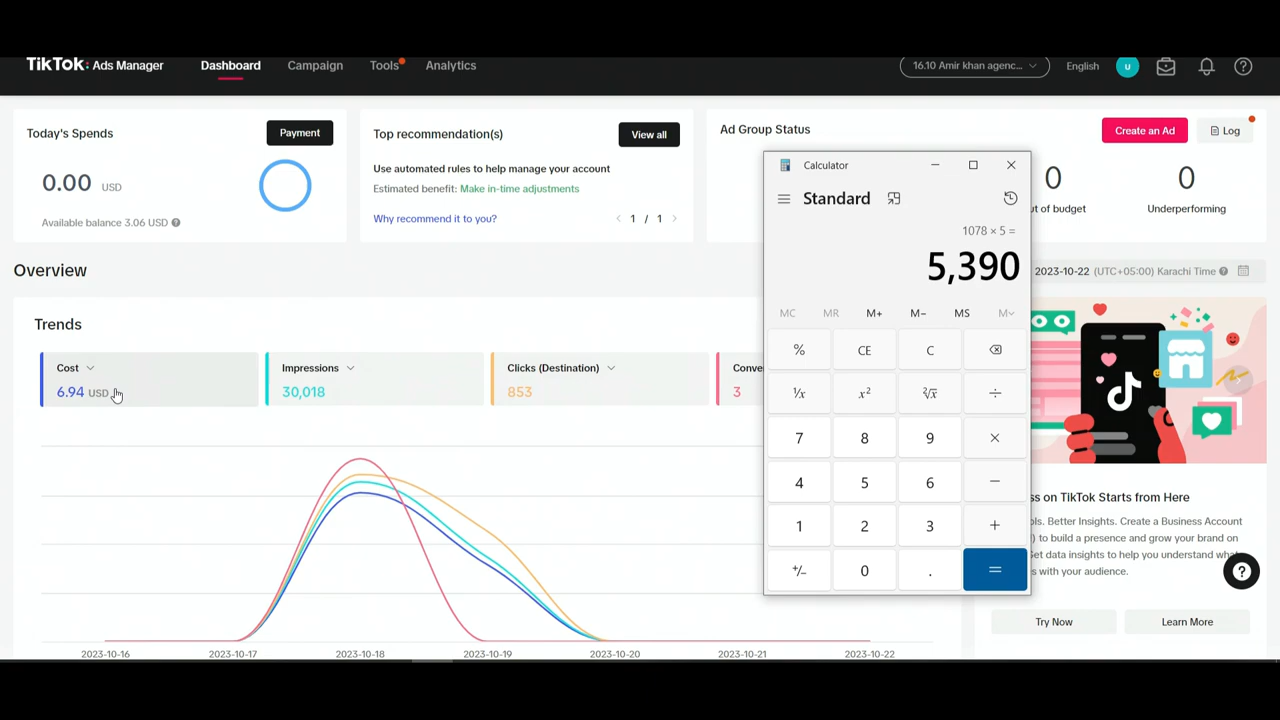 TikTok: Ads Manager
Dashboard
Campaign
Tools
Analytics
16.10 Amir khan agenc...
English
u
Today's Spends
Payment
0.00 USD
Available balance 3.06 USD
Top recommendation(s)
View all
Use automated rules to help manage your account
Estimated benefit: Make in-time adjustments
Why recommend it to you?
1 / 1
Ad Group Status
Create an Ad
Log
0
0
ut of budget
Underperforming
Overview
2023-10-22 (UTC+05:00) Karachi Time
Trends
Cost
6.94 USD
Impressions
30,018
Clicks (Destination)
853
Conve
3
2023-10-16
2023-10-17
2023-10-18
2023-10-19
2023-10-20
2023-10-21
2023-10-22
Calculator
Standard
1078 × 5 =
5,390
MC MR M+ M− MS M
% CE C
¹/x x² ²√x ÷
7 8 9 ×
4 5 6 −
1 2 3 +
+/− 0 . =
ss on TikTok Starts from Here
ols. Better Insights. Create a Business Account
) to build a presence and grow your brand on
Get data insights to help you understand what
s with your audience.
Try Now
Learn More